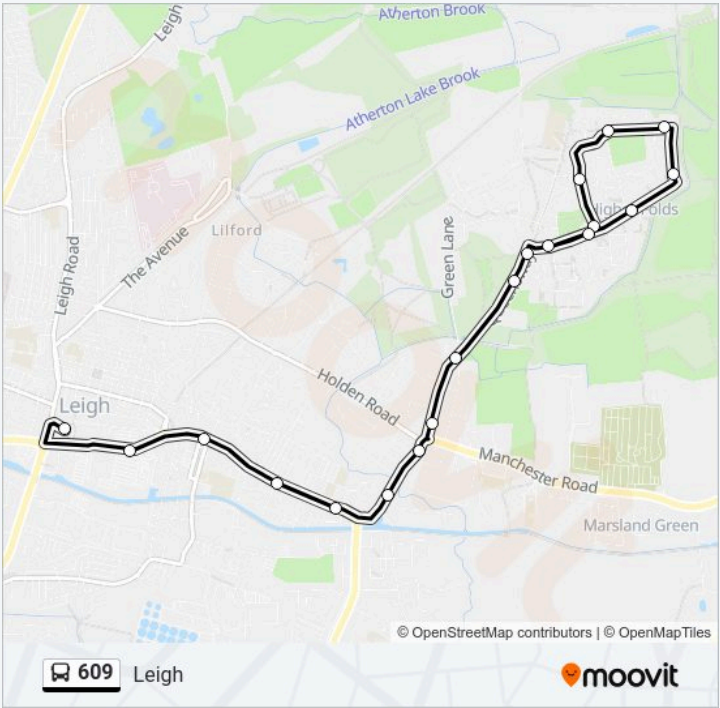 Atherton Brook
Leigh
Atherton Lake Brook
Lilford
The Avenue
Green Lane
Leigh Road
Holden Road
Leigh
Manchester Road
Marsland Green
© OpenStreetMap contributors | © OpenMapTiles
609 Leigh
moovit